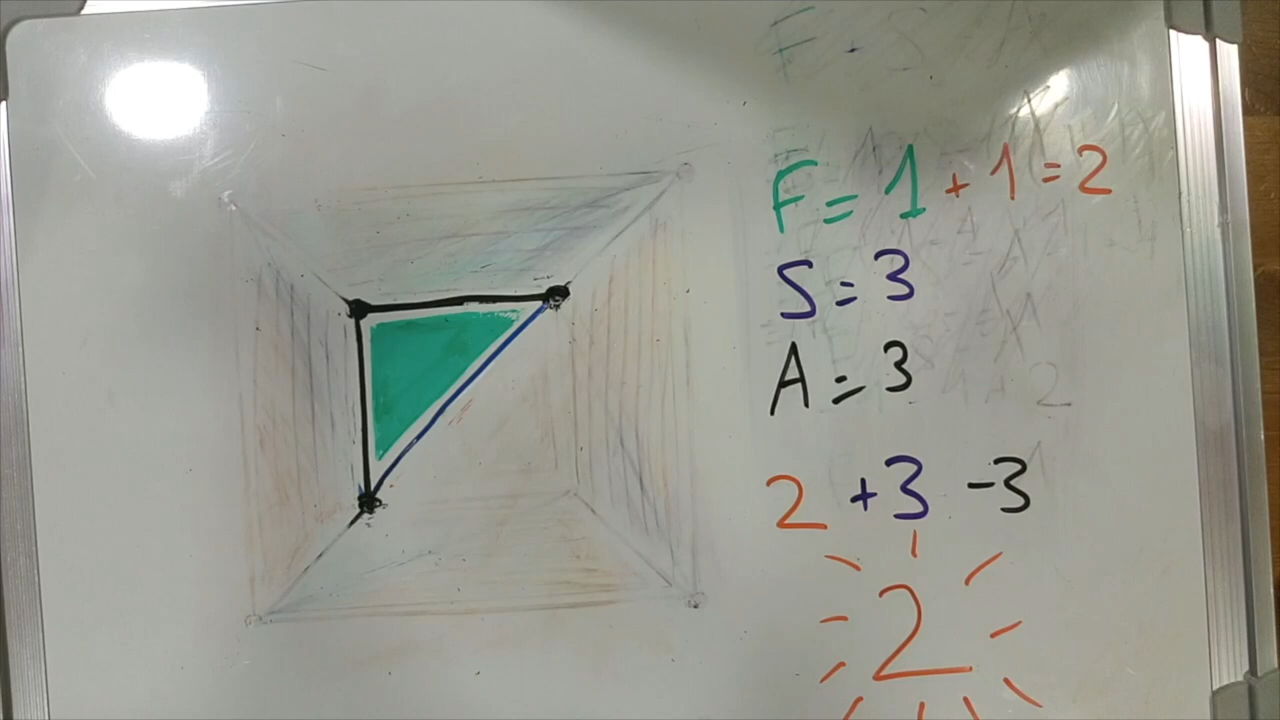 F = 1 + 1 = 2
S = 3
A = 3
2 + 3 - 3
2